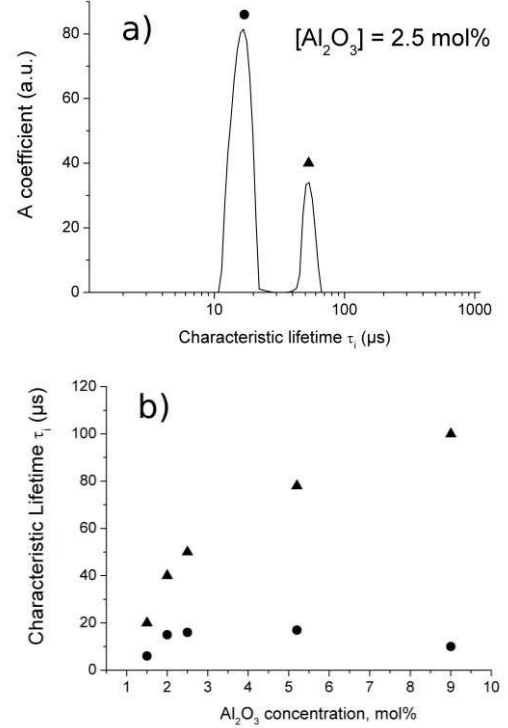 a)
[Al₂O₃] = 2.5 mol%
A coefficient (a.u.)
80
60
40
20
0
10 100 1000
Characteristic lifetime τᵢ (µs)
b)
Characteristic Lifetime τᵢ (µs)
120
100
80
60
40
20
0
1 2 3 4 5 6 7 8 9 10
Al₂O₃ concentration, mol%